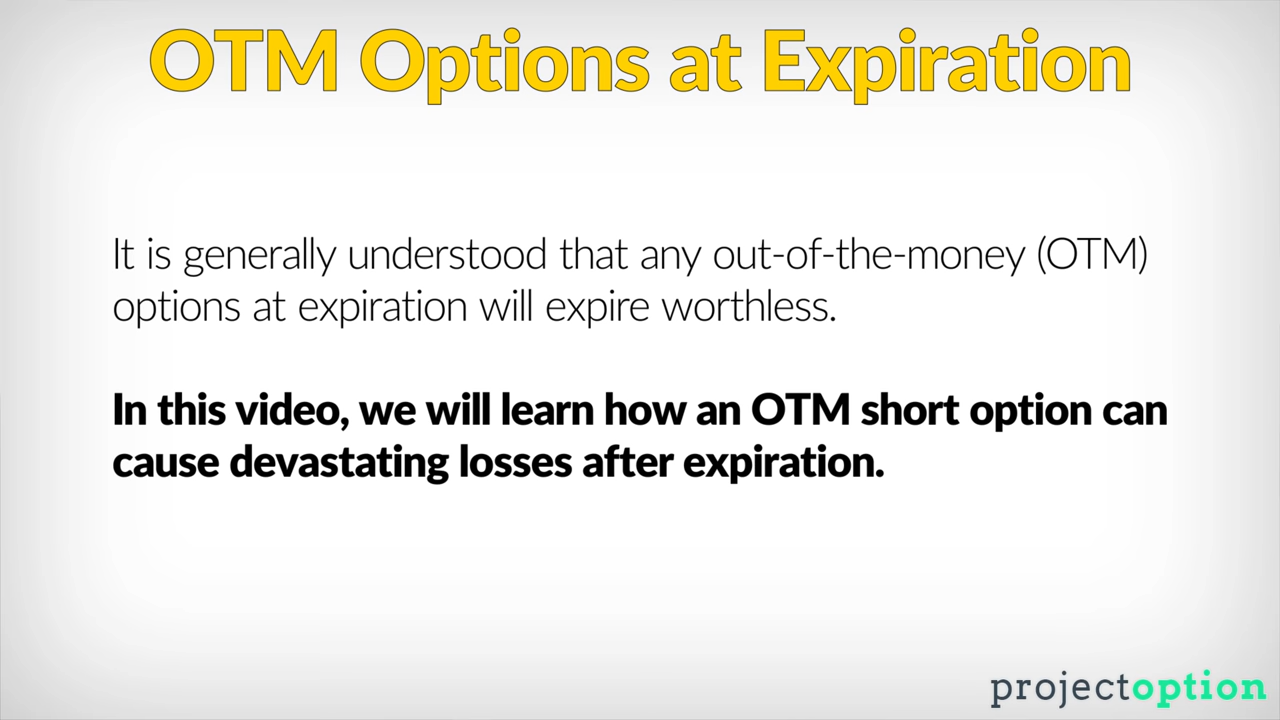 OTM Options at Expiration
It is generally understood that any out-of-the-money (OTM)
options at expiration will expire worthless.
In this video, we will learn how an OTM short option can
cause devastating losses after expiration.
projectoption